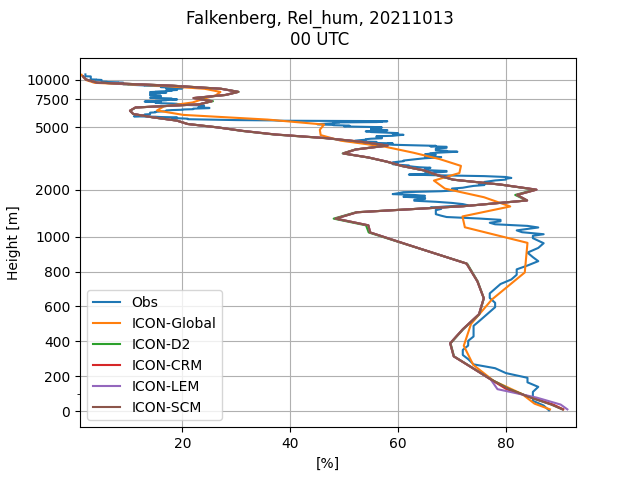 Falkenberg, Rel_hum, 20211013
00 UTC
10000
7500
5000
2000
1000
800
600
400
200
0
Height [m]
Obs
ICON-Global
ICON-D2
ICON-CRM
ICON-LEM
ICON-SCM
20
40
60
80
[%]